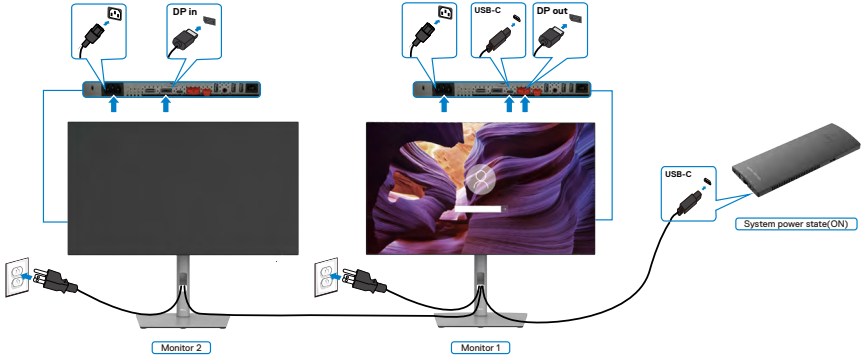 DP in
USB-C
DP out
USB-C
System power state(ON)
Monitor 2
Monitor 1